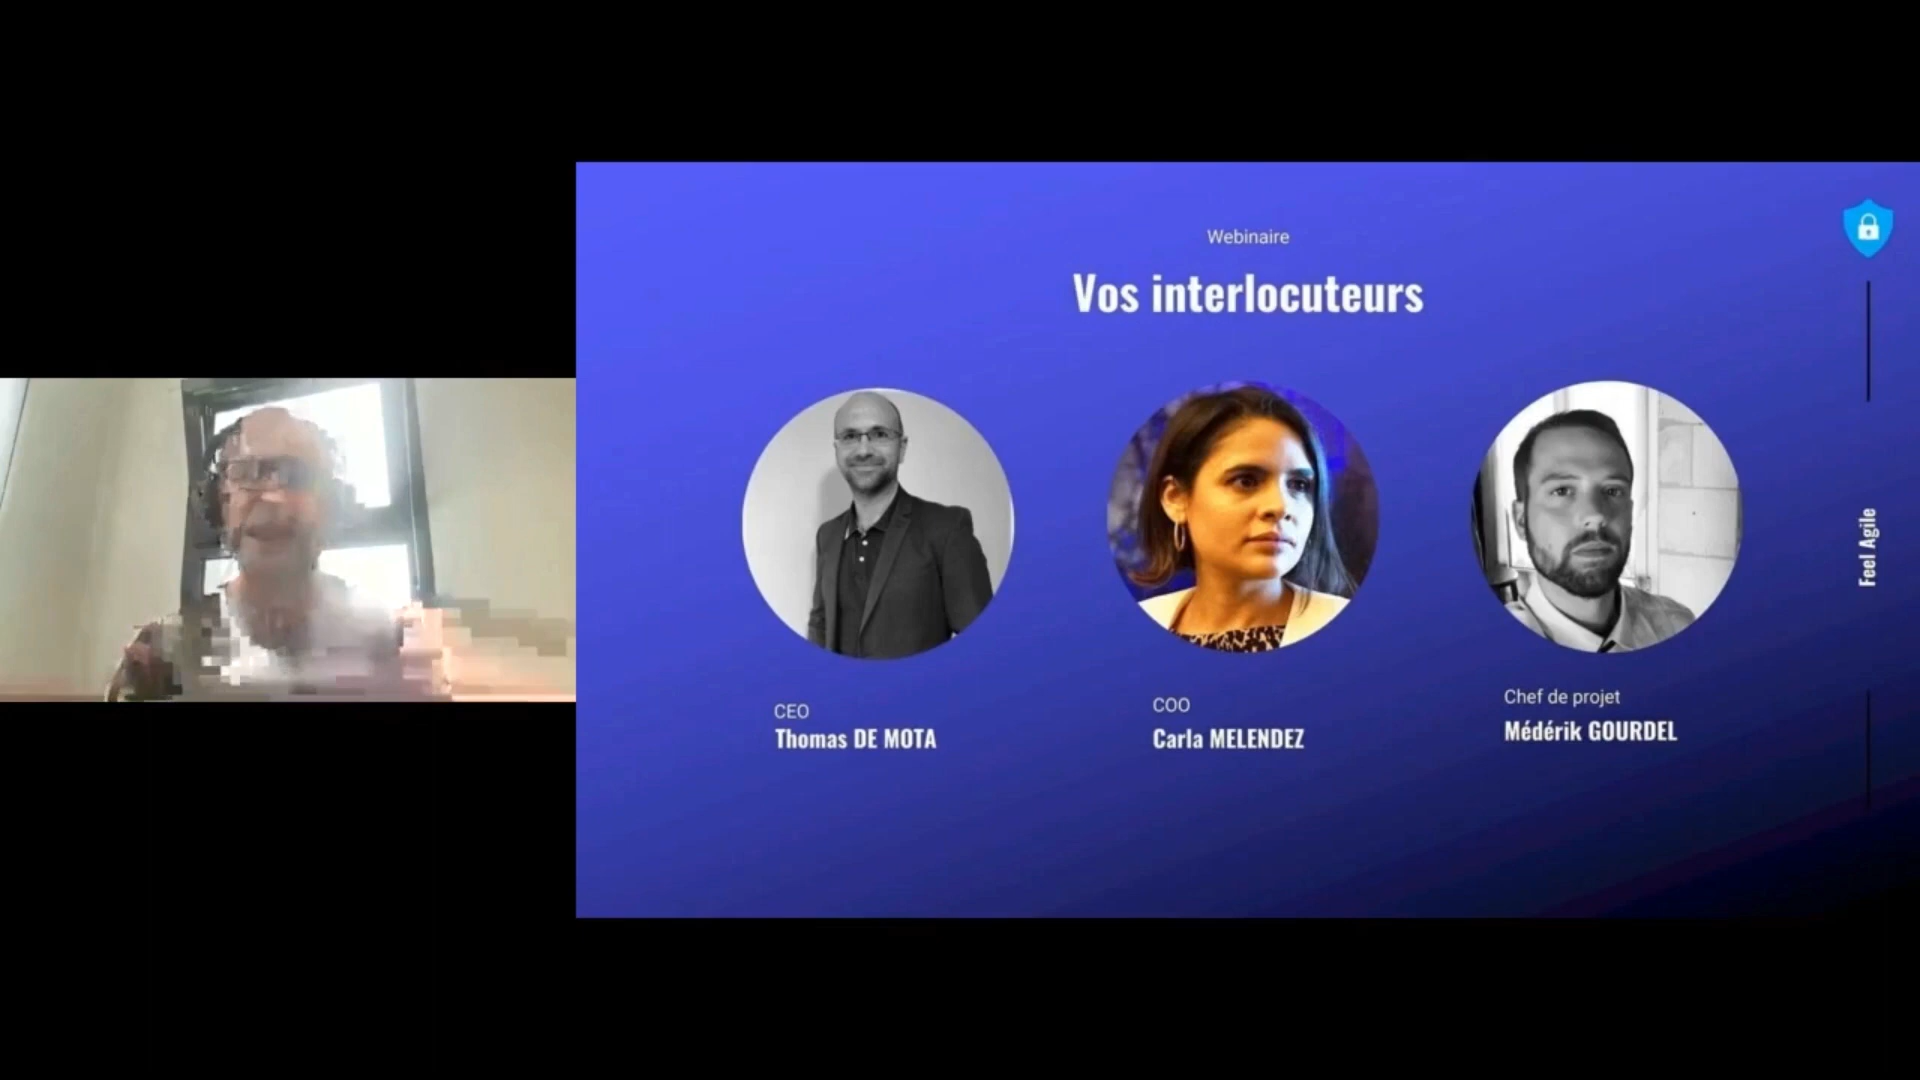 Webinaire
Vos interlocuteurs
CEO
Thomas DE MOTA
COO
Carla MELENDEZ
Chef de projet
Médérik GOURDEL
Feel Agile